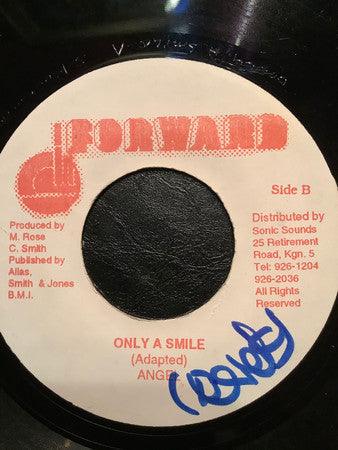 FORWARD
Side B
Produced by
M. Rose
C. Smith
Published by
Alias,
Smith & Jones
B.M.I.
Distributed by
Sonic Sounds
25 Retirement
Road, Kgn. 5
Tel: 926-1204
926-2036
All Rights
Reserved
ONLY A SMILE
(Adapted)
ANGEL